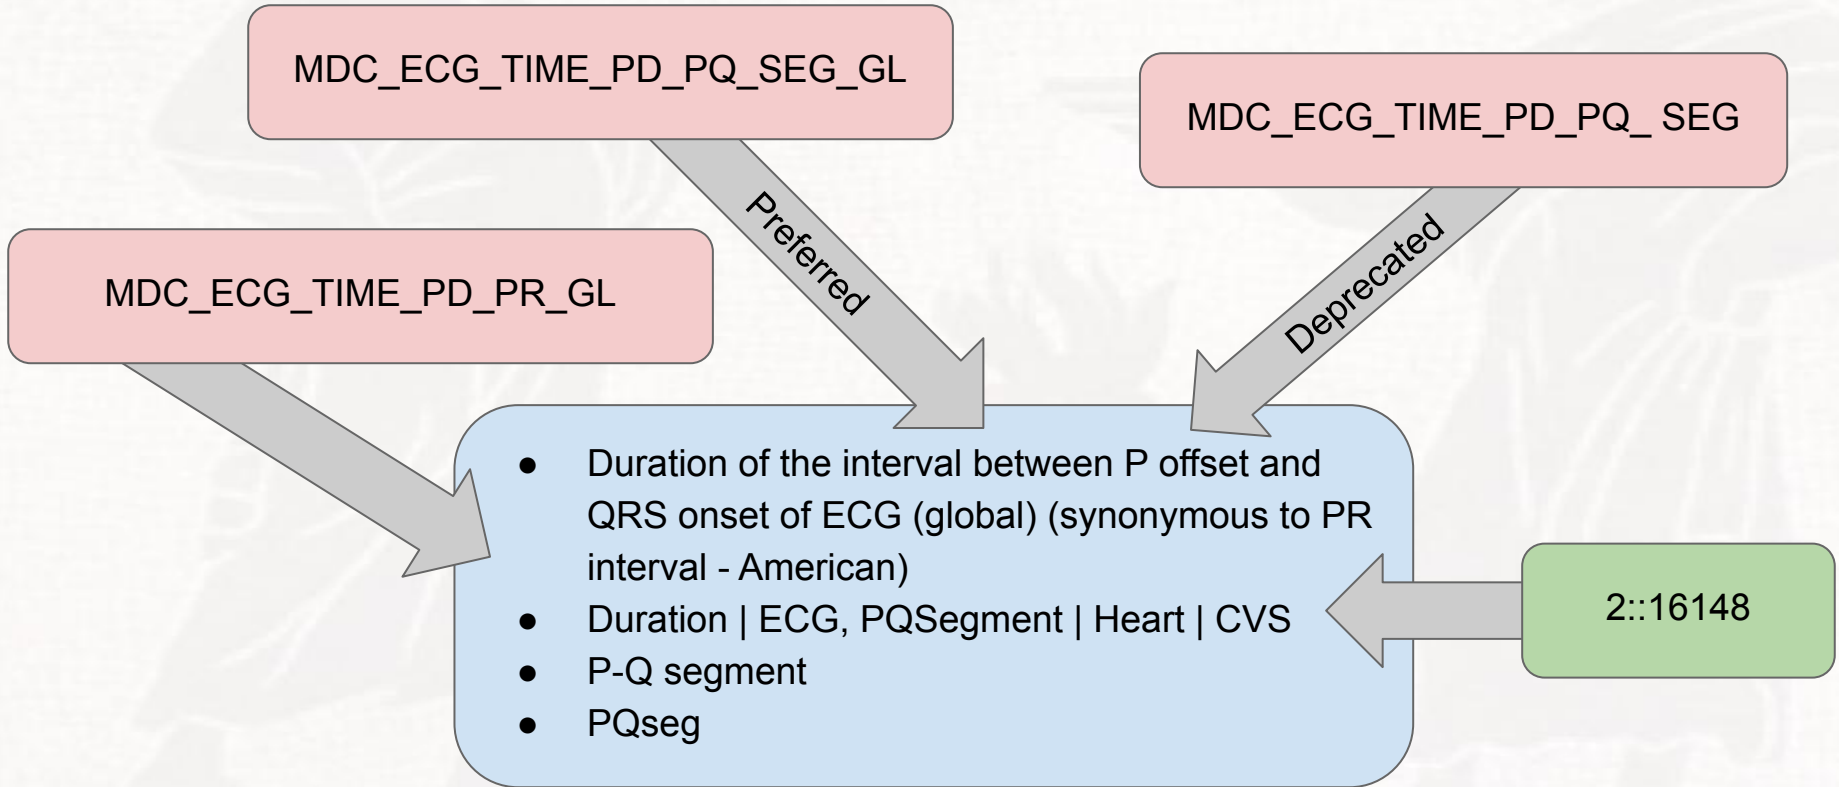 MDC_ECG_TIME_PD_PQ_SEG_GL
MDC_ECG_TIME_PD_PQ_ SEG
Preferred
Deprecated
MDC_ECG_TIME_PD_PR_GL
● Duration of the interval between P offset and
QRS onset of ECG (global) (synonymous to PR
interval - American)
● Duration | ECG, PQSegment | Heart | CVS
● P-Q segment
● PQseg
2::16148